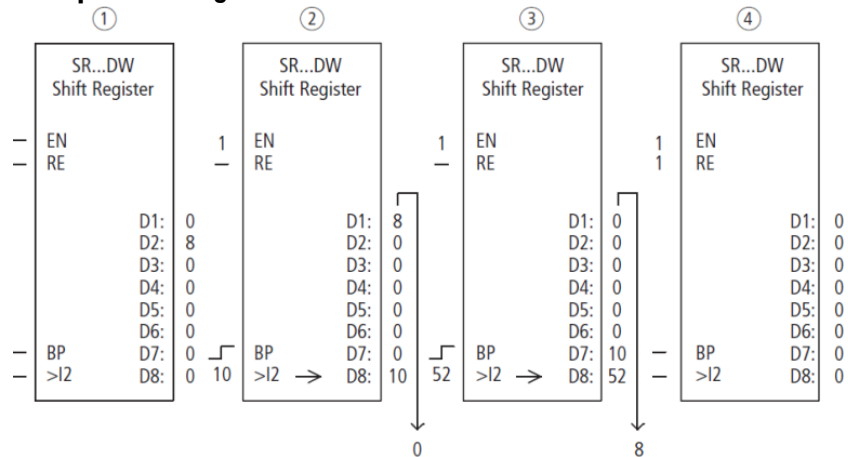 ①
SR...DW
Shift Register
– EN
– RE
D1: 0
D2: 8
D3: 0
D4: 0
D5: 0
D6: 0
– BP D7: 0
– >I2 D8: 0
②
SR...DW
Shift Register
1 EN
– RE
D1: 8
D2: 0
D3: 0
D4: 0
D5: 0
D6: 0
BP D7: 0
10 >I2 → D8: 10
0
③
SR...DW
Shift Register
1 EN
– RE
D1: 0
D2: 0
D3: 0
D4: 0
D5: 0
D6: 0
BP D7: 10
52 >I2 → D8: 52
8
④
SR...DW
Shift Register
1 EN
1 RE
D1: 0
D2: 0
D3: 0
D4: 0
D5: 0
D6: 0
– BP D7: 0
– >I2 D8: 0